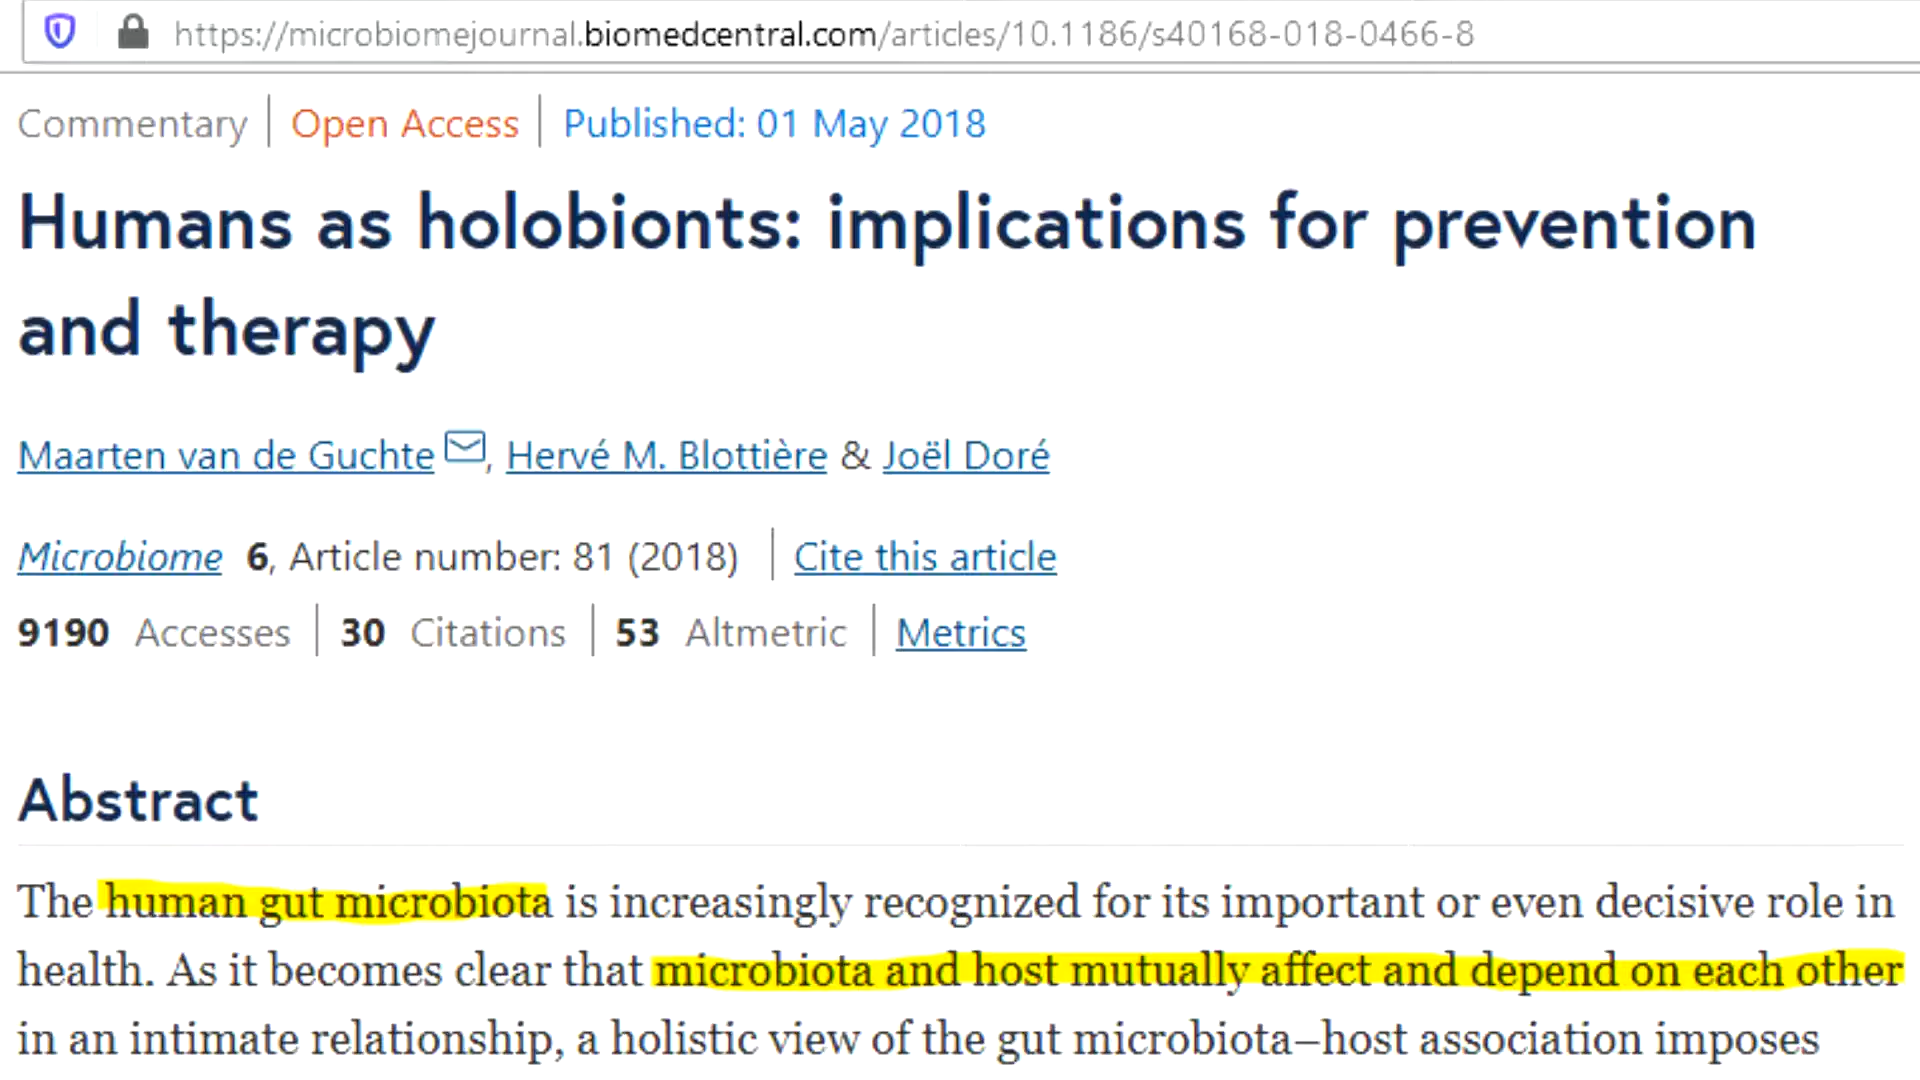 https://microbiomejournal.biomedcentral.com/articles/10.1186/s40168-018-0466-8
Commentary | Open Access | Published: 01 May 2018
Humans as holobionts: implications for prevention
and therapy
Maarten van de Guchte, Hervé M. Blottière & Joël Doré
Microbiome 6, Article number: 81 (2018) | Cite this article
9190 Accesses | 30 Citations | 53 Altmetric | Metrics
Abstract
The human gut microbiota is increasingly recognized for its important or even decisive role in
health. As it becomes clear that microbiota and host mutually affect and depend on each other
in an intimate relationship, a holistic view of the gut microbiota–host association imposes